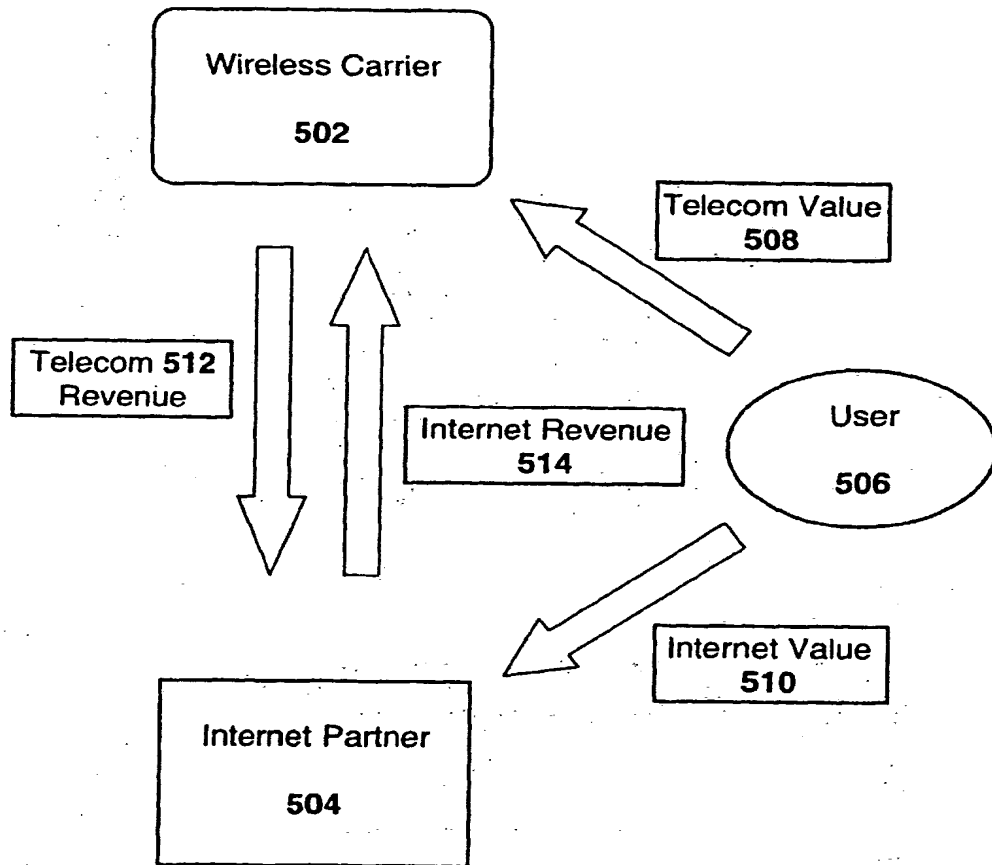 Wireless Carrier
502
Telecom Value
508
Telecom 512
Revenue
Internet Revenue
514
User
506
Internet Value
510
Internet Partner
504